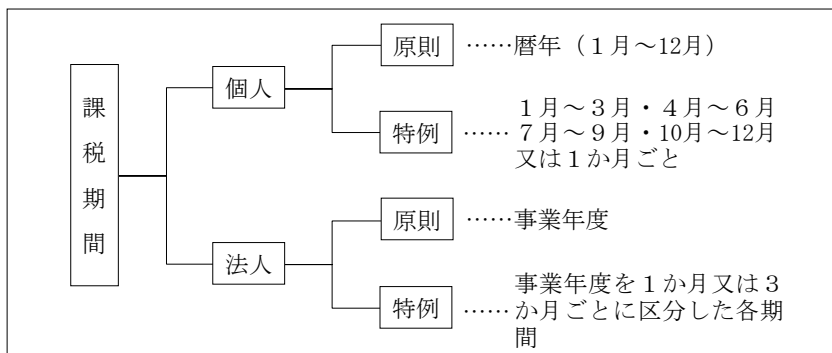 課税期間
個人
原則
……暦年（１月～12月）
特例
……
１月～３月・４月～６月
７月～９月・10月～12月
又は１か月ごと
法人
原則
……事業年度
特例
……
事業年度を１か月又は３
か月ごとに区分した各期
間